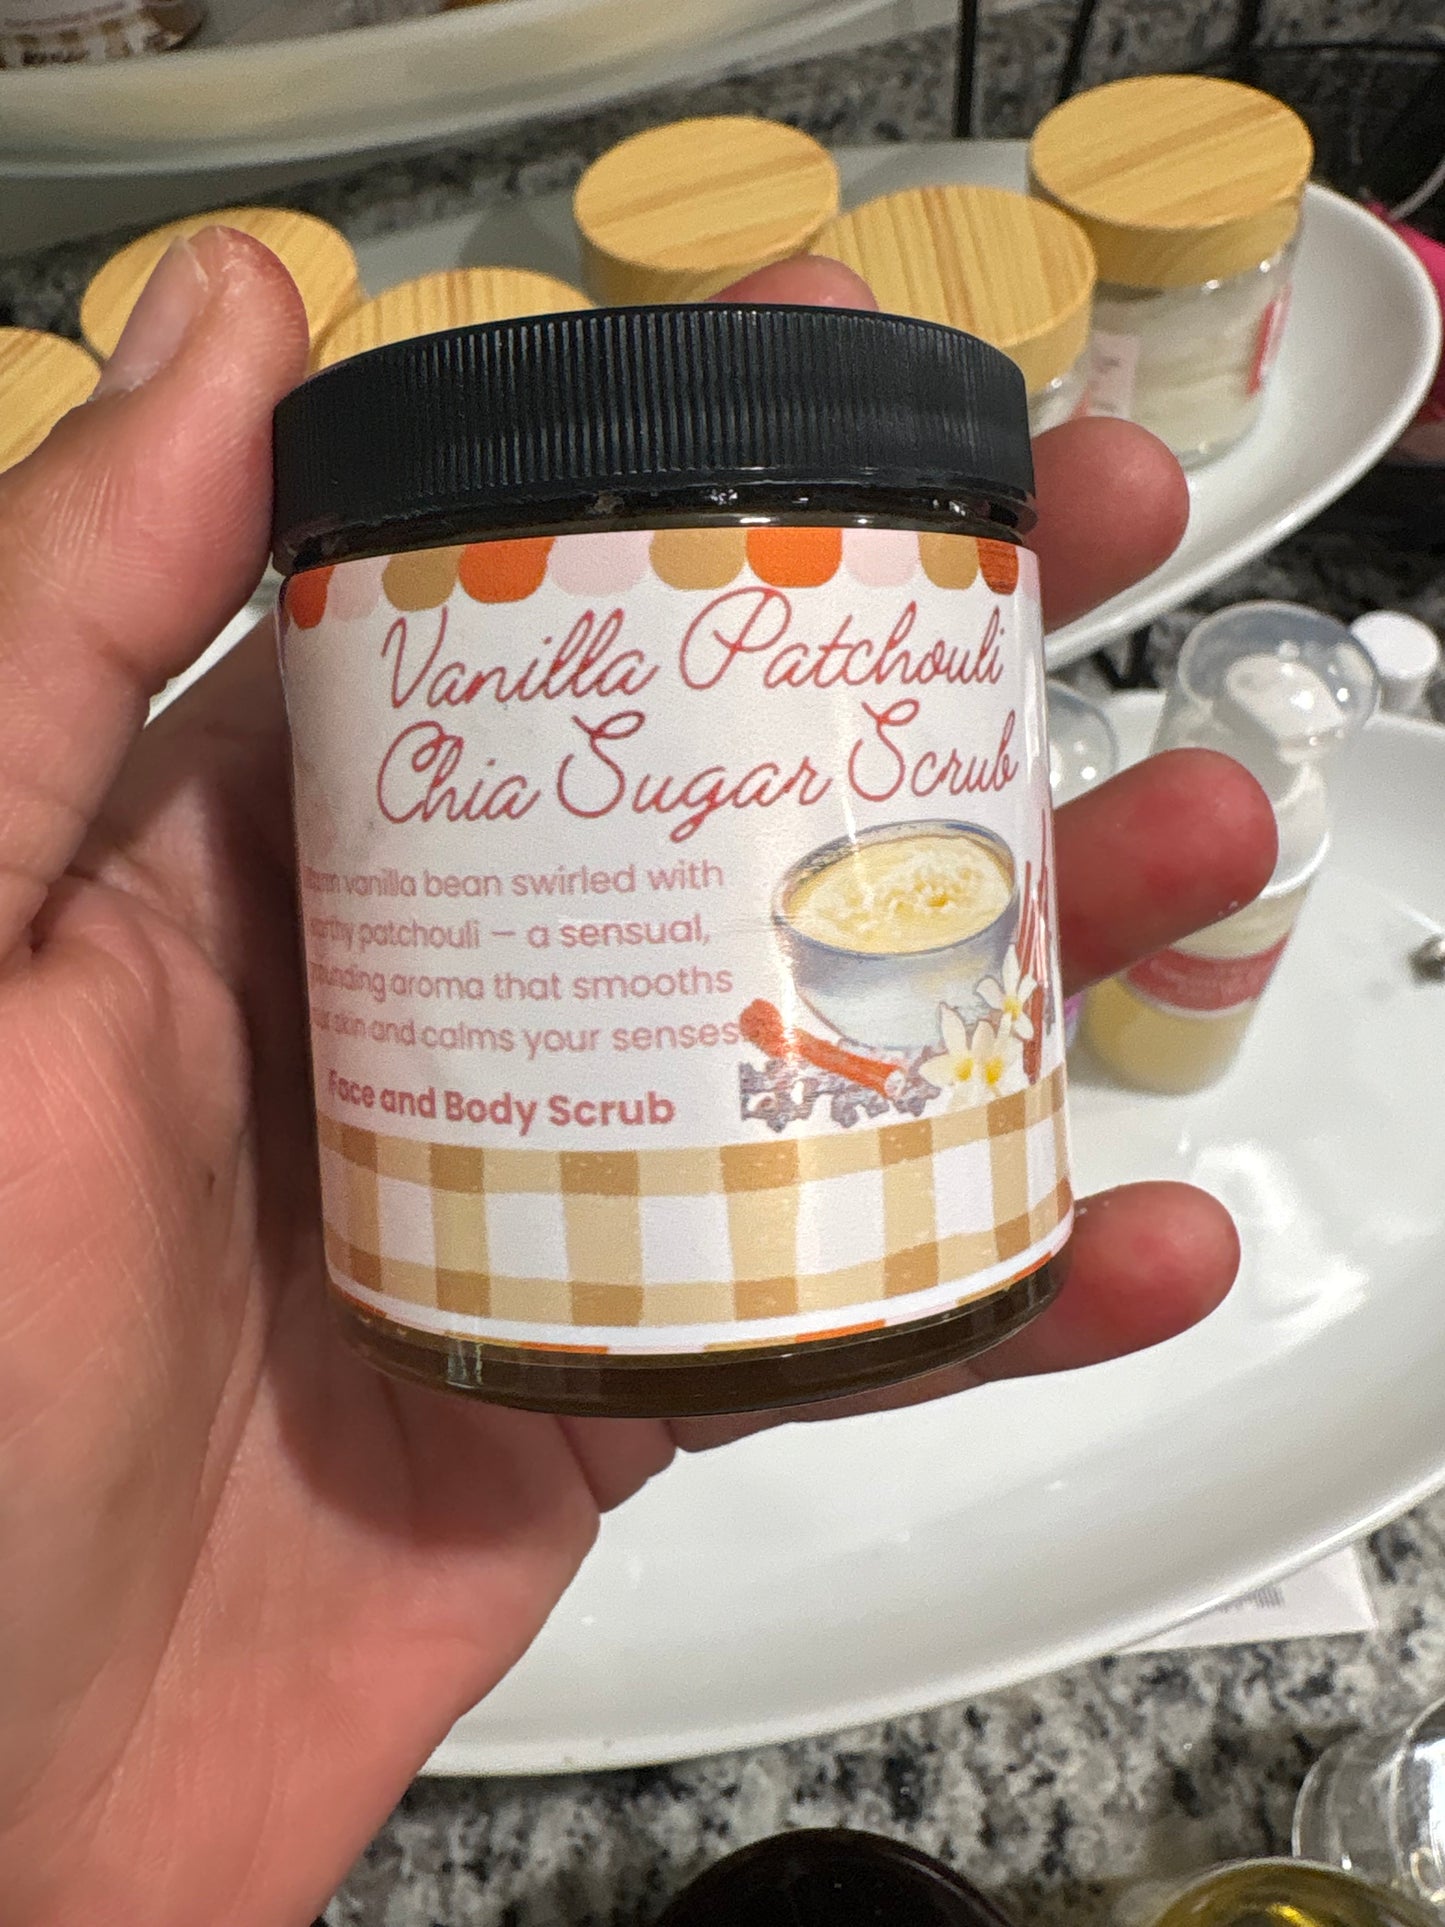 Vanilla Patchouli
Chia Sugar Scrub
vanilla bean swirled with
earthy patchouli – a sensual,
aroma that smooths
skin and calms your senses.
Face and Body Scrub